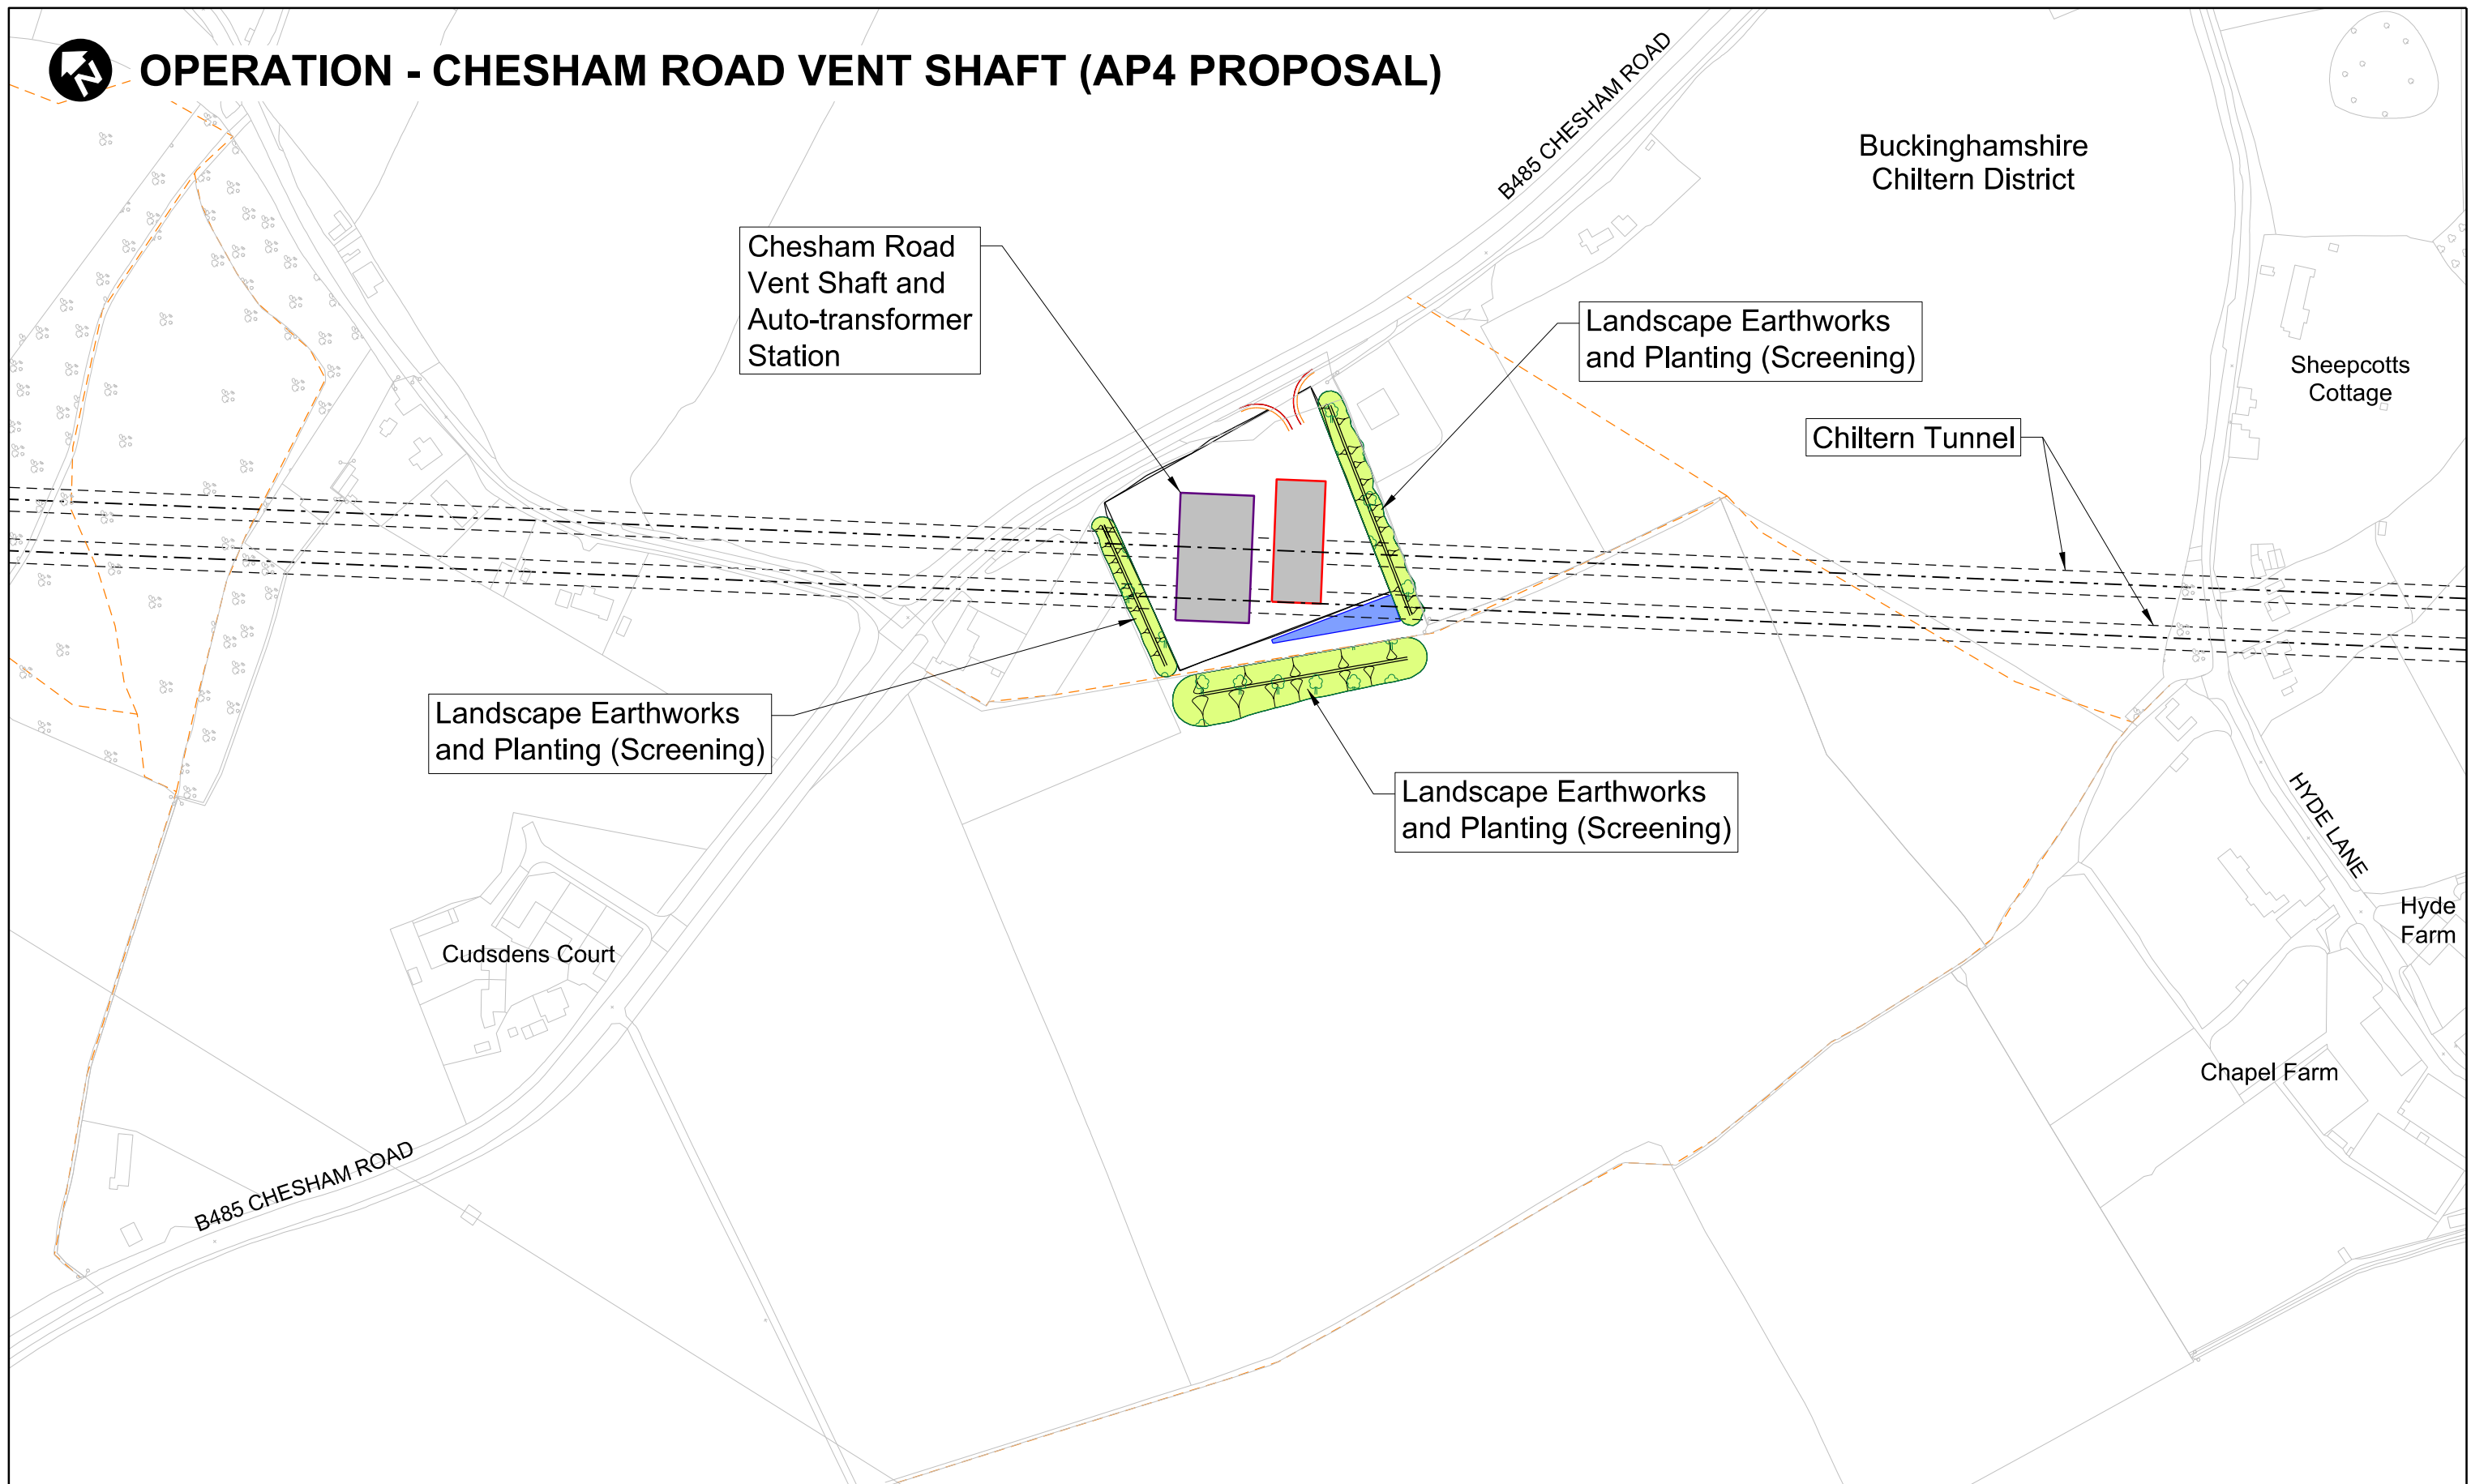 N
OPERATION - CHESHAM ROAD VENT SHAFT (AP4 PROPOSAL)
B485 CHESHAM ROAD
Buckinghamshire
Chiltern District
Chesham Road
Vent Shaft and
Auto-transformer
Station
Landscape Earthworks
and Planting (Screening)
Sheepcotts
Cottage
Chiltern Tunnel
Landscape Earthworks
and Planting (Screening)
Landscape Earthworks
and Planting (Screening)
HYDE LANE
Hyde
Farm
Cudsdens Court
Chapel Farm
B485 CHESHAM ROAD